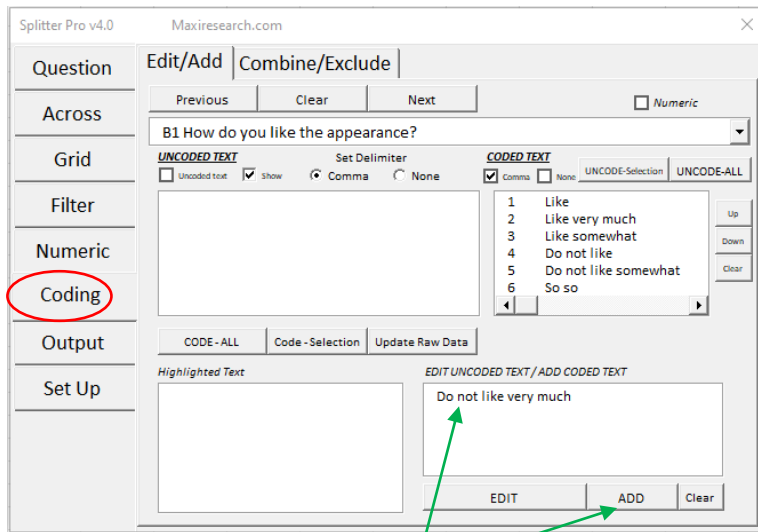 Splitter Pro v4.0 Maxiresearch.com
Question
Across
Grid
Filter
Numeric
Coding
Output
Set Up
Edit/Add Combine/Exclude
Previous Clear Next
Numeric
B1 How do you like the appearance?
UNCODED TEXT Set Delimiter
Uncoded text Show Comma None
CODED TEXT
Comma None UNCODE-Selection UNCODE-ALL
1 Like
2 Like very much
3 Like somewhat
4 Do not like
5 Do not like somewhat
6 So so
Up
Down
Clear
CODE-ALL Code-Selection Update Raw Data
Highlighted Text
EDIT UNCODED TEXT / ADD CODED TEXT
Do not like very much
EDIT ADD Clear